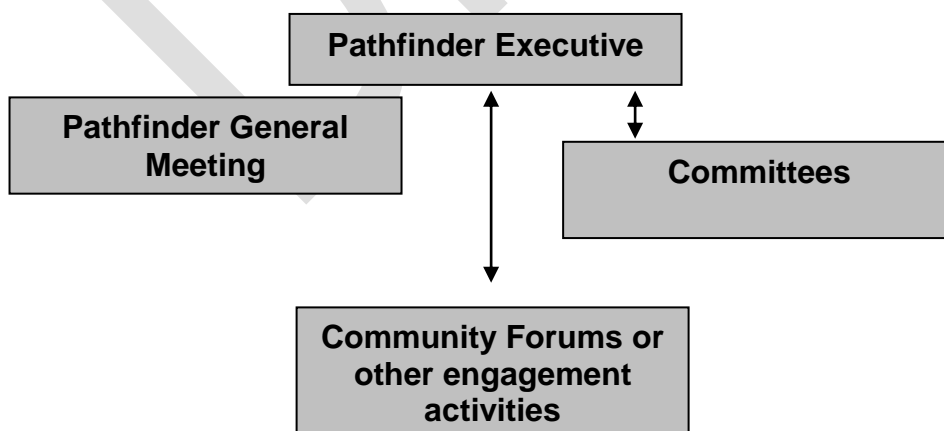 Pathfinder Executive
Pathfinder General
Meeting
Committees
Community Forums or
other engagement
activities